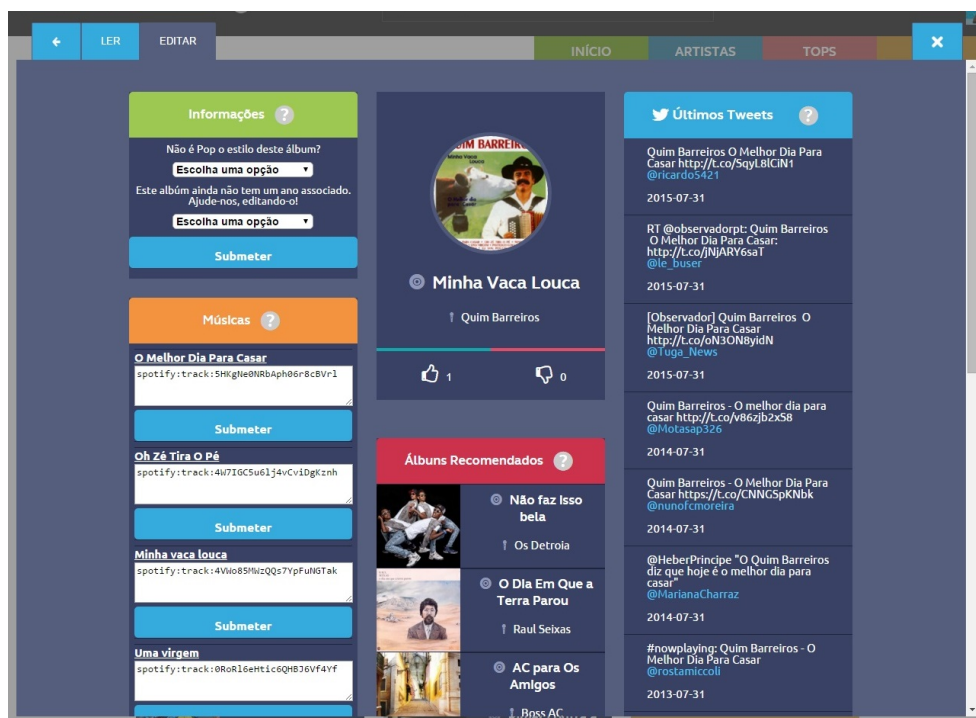 LER
EDITAR
INÍCIO
ARTISTAS
TOPS
Informações ?
Não é Pop o estilo deste álbum?
Escolha uma opção
Este albúm ainda não tem um ano associado.
Ajude-nos, editando-o!
Escolha uma opção
Submeter
Músicas ?
O Melhor Dia Para Casar
spotify:track:5HKgNe0NRbAph06r8cBVrl
Submeter
Oh Zé Tira O Pé
spotify:track:4W7IGC5u6lj4vCviDgKznh
Submeter
Minha vaca louca
spotify:track:4VWo85MWzQQs7YpFuNGTak
Submeter
Uma virgem
spotify:track:0RoRl6eHtic6QHBJ6Vf4Yf
QUIM BARREIROS
Minha Vaca Louca
Quim Barreiros
1
0
Álbuns Recomendados ?
Não faz Isso
bela
Os Detroia
O Dia Em Que a
Terra Parou
Raul Seixas
AC para Os
Amigos
Boss AC
Últimos Tweets ?
Quim Barreiros O Melhor Dia Para
Casar http://t.co/5qyL8lCiN1
@ricardo5421
2015-07-31
RT @observadorpt: Quim Barreiros
O Melhor Dia Para Casar:
http://t.co/jNjARY6saT
@le_buser
2015-07-31
[Observador] Quim Barreiros O
Melhor Dia Para Casar
http://t.co/oN3ON8yidN
@Tuga_News
2015-07-31
Quim Barreiros - O melhor dia para
casar http://t.co/v86zjb2x58
@Motasap326
2014-07-31
Quim Barreiros - O Melhor Dia Para
Casar https://t.co/CNNG5pKNbk
@nunofcmoreira
2014-07-31
@HeberPrincipe "O Quim Barreiros
diz que hoje é o melhor dia para
casar"
@MarianaCharraz
2014-07-31
#nowplaying: Quim Barreiros - O
Melhor Dia Para Casar
@rostamiccoli
2013-07-31